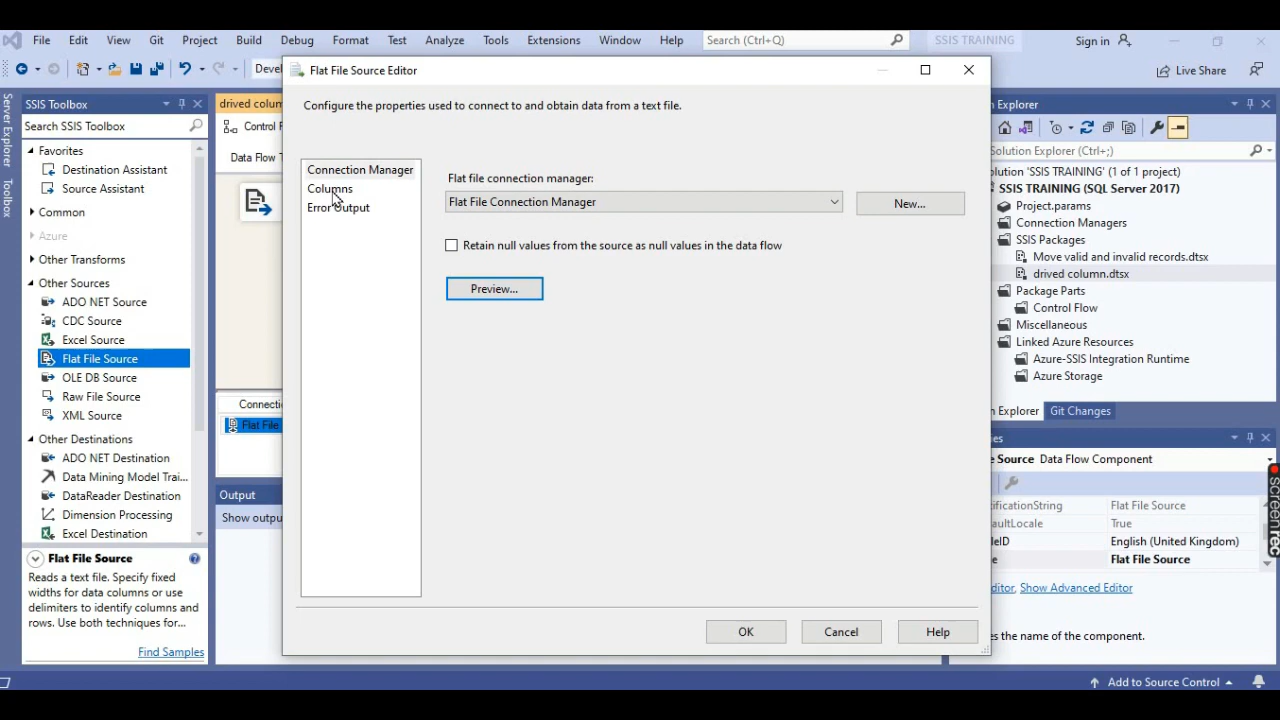 File Edit View Git Project Build Debug Format Test Analyze Tools Extensions Window Help Search (Ctrl+Q) SSIS TRAINING Sign in
Live Share
Server Explorer
Toolbox
SSIS Toolbox
Search SSIS Toolbox
Favorites
Destination Assistant
Source Assistant
Common
Azure
Other Transforms
Other Sources
ADO NET Source
CDC Source
Excel Source
Flat File Source
OLE DB Source
Raw File Source
XML Source
Other Destinations
ADO NET Destination
Data Mining Model Trai...
DataReader Destination
Dimension Processing
Excel Destination
Flat File Source
Reads a text file. Specify fixed
widths for data columns or use
delimiters to identify columns and
rows. Use both techniques for...
Find Samples
Devel
drived colum
Control F
Data Flow T
Connectio
Flat File
Output
Show outpu
Flat File Source Editor
Configure the properties used to connect to and obtain data from a text file.
Connection Manager
Columns
Error Output
Flat file connection manager:
Flat File Connection Manager
New...
Retain null values from the source as null values in the data flow
Preview...
OK Cancel Help
n Explorer
Solution Explorer (Ctrl+;)
olution 'SSIS TRAINING' (1 of 1 project)
SSIS TRAINING (SQL Server 2017)
Project.params
Connection Managers
SSIS Packages
Move valid and invalid records.dtsx
drived column.dtsx
Package Parts
Control Flow
Miscellaneous
Linked Azure Resources
Azure-SSIS Integration Runtime
Azure Storage
n Explorer Git Changes
es
e Source Data Flow Component
tificationString Flat File Source
aultLocale True
leID English (United Kingdom)
e Flat File Source
ditor, Show Advanced Editor
es the name of the component.
Add to Source Control
screenTEC